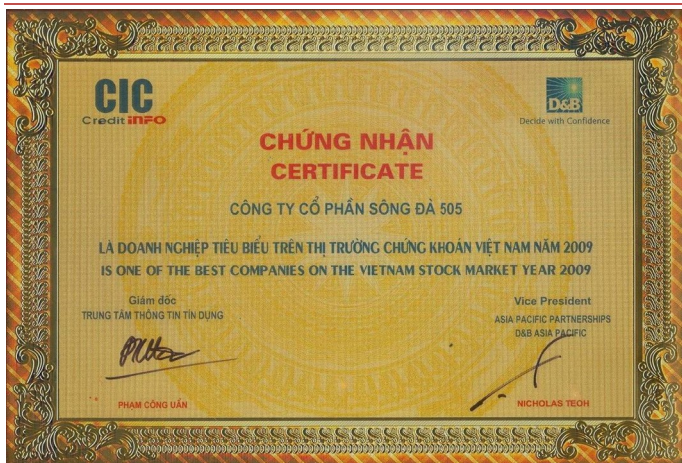 CIC
Credit INFO
D&B
Decide with Confidence
CHỨNG NHẬN
CERTIFICATE
CÔNG TY CỔ PHẦN SÔNG ĐÀ 505
LÀ DOANH NGHIỆP TIÊU BIỂU TRÊN THỊ TRƯỜNG CHỨNG KHOÁN VIỆT NAM NĂM 2009
IS ONE OF THE BEST COMPANIES ON THE VIETNAM STOCK MARKET YEAR 2009
Giám đốc
TRUNG TÂM THÔNG TIN TÍN DỤNG
PHẠM CÔNG UẨN
Vice President
ASIA PACIFIC PARTNERSHIPS
D&B ASIA PACIFIC
NICHOLAS TEOH